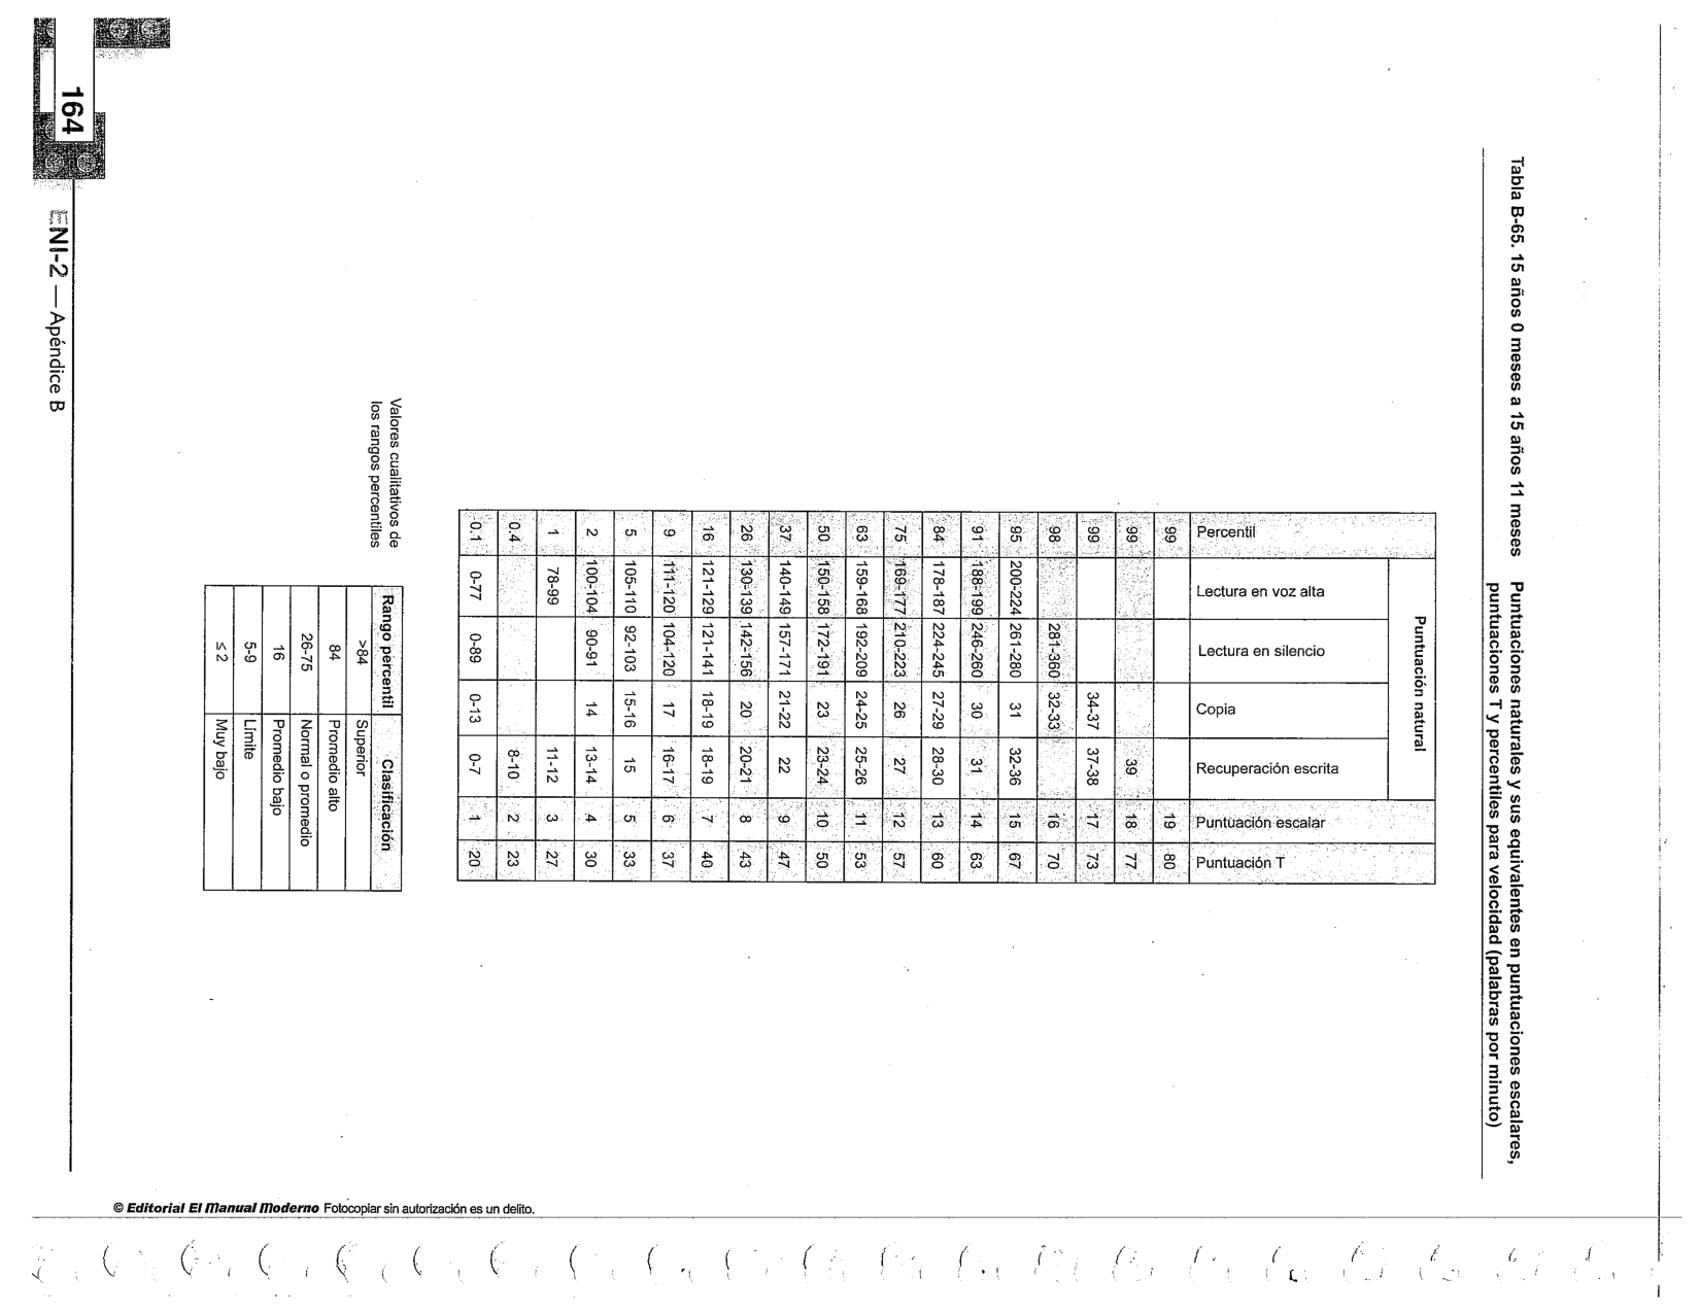 Tabla B-65. 15 años 0 meses a 15 años 11 meses Puntuaciones naturales y sus equivalentes en puntuaciones escalares,
puntuaciones T y percentiles para velocidad (palabras por minuto)
Puntuación natural
Percentil
Lectura en voz alta
Lectura en silencio
Copia
Recuperación escrita
Puntuación escalar
Puntuación T
99 19 80
99 39 18 77
99 34-37 37-38 17 73
98 281-360 32-33 16 70
95 200-224 261-280 31 32-36 15 67
91 188-199 246-260 30 31 14 63
84 178-187 224-245 27-29 28-30 13 60
75 169-177 210-223 26 27 12 57
63 159-168 192-209 24-25 25-26 11 53
50 150-158 172-191 23 23-24 10 50
37 140-149 157-171 21-22 22 9 47
26 130-139 142-156 20 20-21 8 43
16 121-129 121-141 18-19 18-19 7 40
9 111-120 104-120 17 16-17 6 37
5 105-110 92-103 15-16 15 5 33
2 100-104 90-91 14 13-14 4 30
1 78-99 11-12 3 27
0.4 8-10 2 23
0.1 0-77 0-89 0-13 0-7 1 20
Valores cualitativos de
los rangos percentiles
Rango percentil Clasificación
>84 Superior
84 Promedio alto
26-75 Normal o promedio
16 Promedio bajo
5-9 Límite
≤ 2 Muy bajo
164 ENI-2 — Apéndice B
© Editorial El Manual Moderno Fotocopiar sin autorización es un delito.